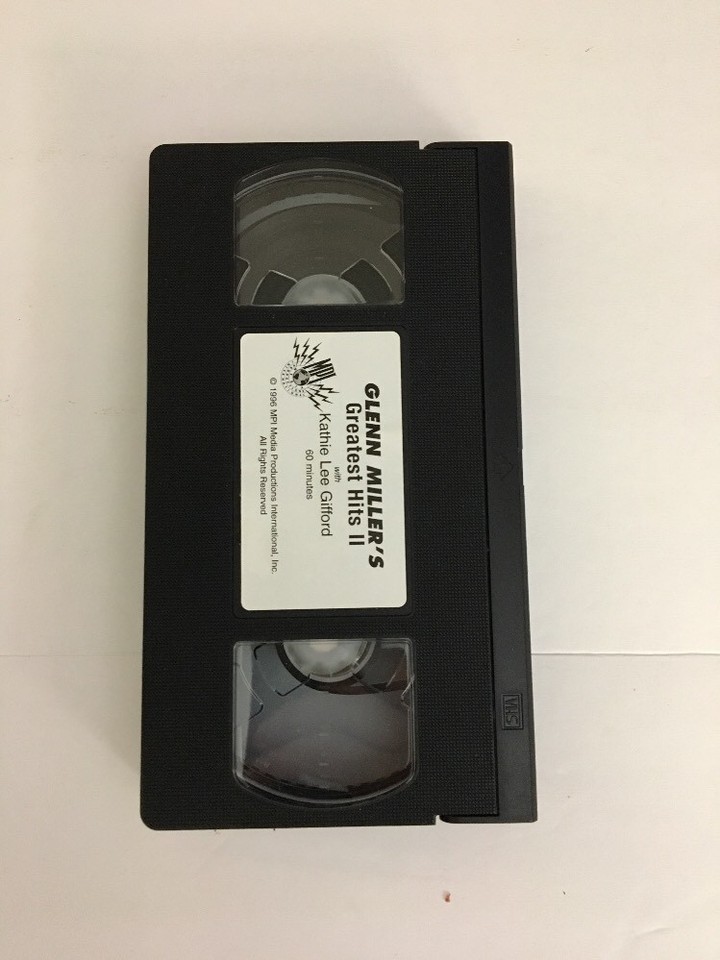 GLENN MILLER'S
Greatest Hits II
with
Kathie Lee Gifford
60 minutes
MPI
© 1996 MPI Media Productions International, Inc.
All Rights Reserved
VHS